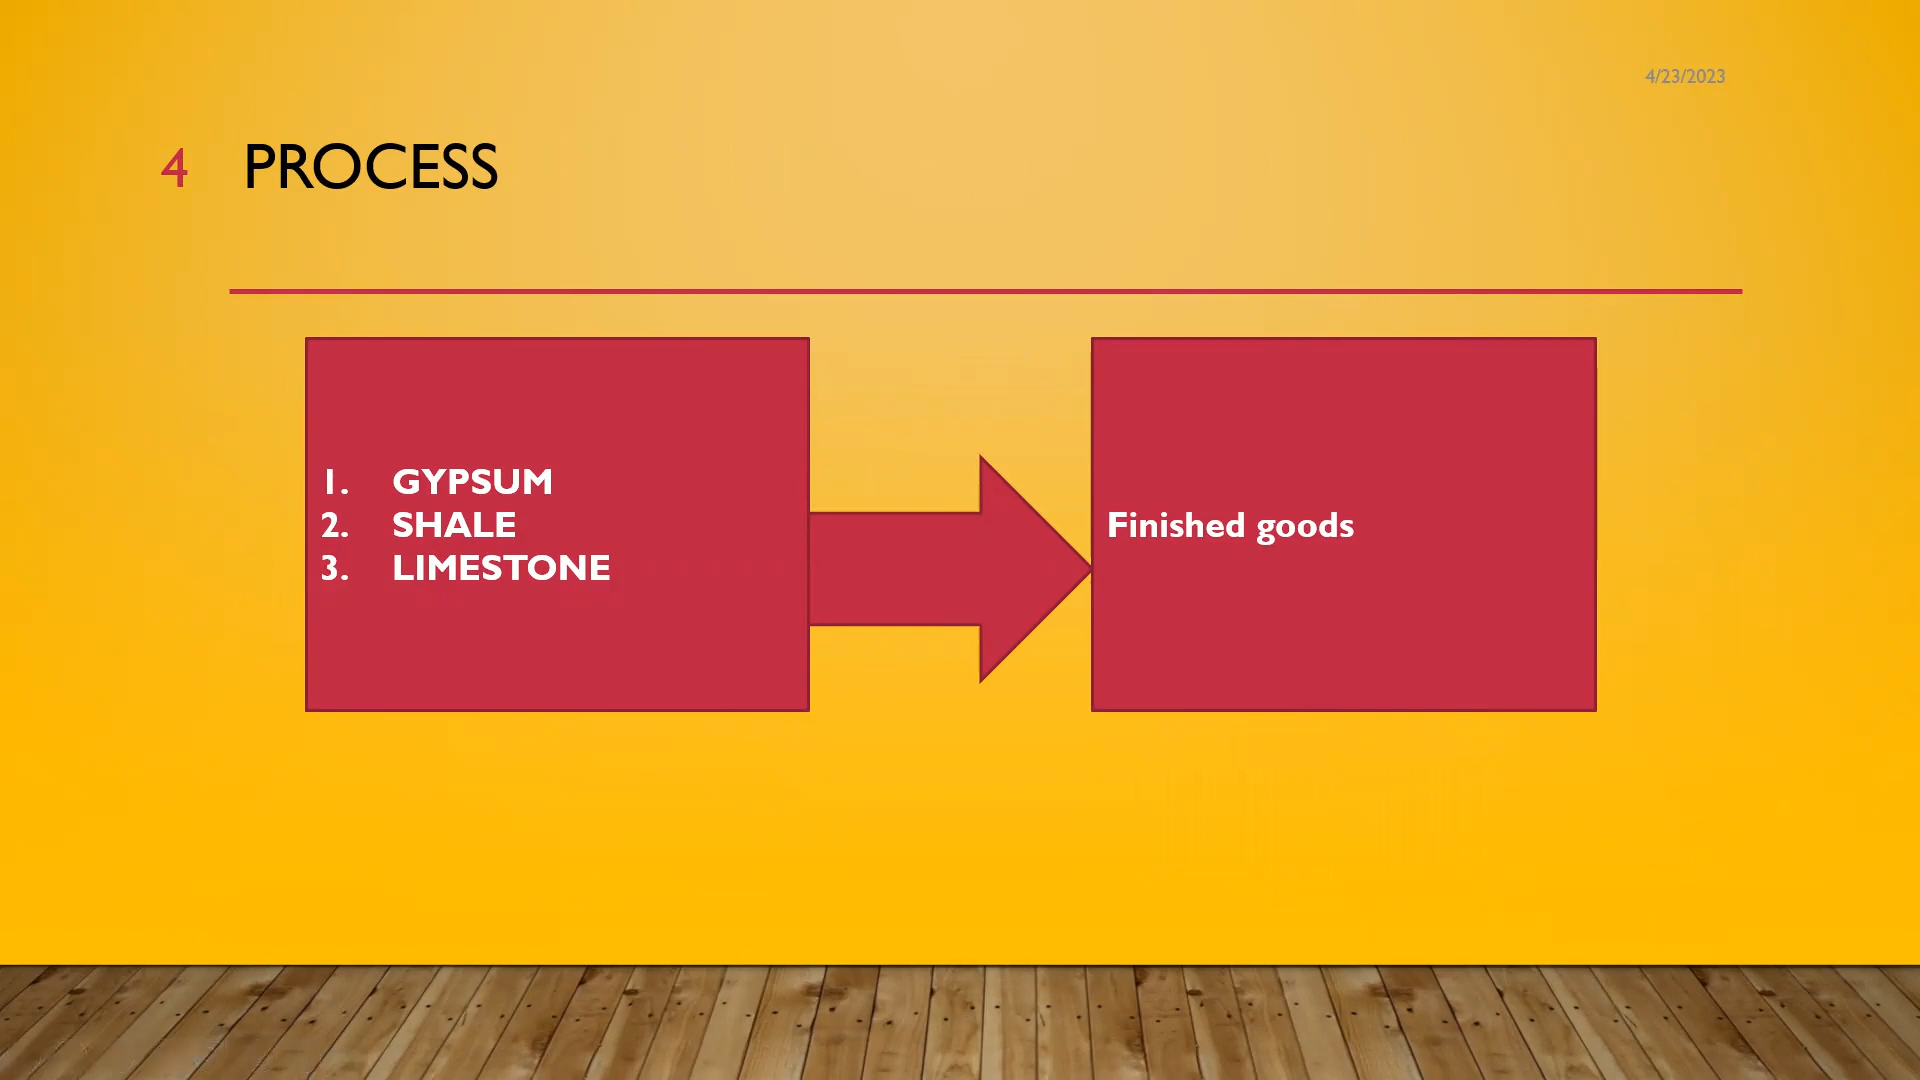 4/23/2023
4 PROCESS
1. GYPSUM
2. SHALE
3. LIMESTONE
Finished goods